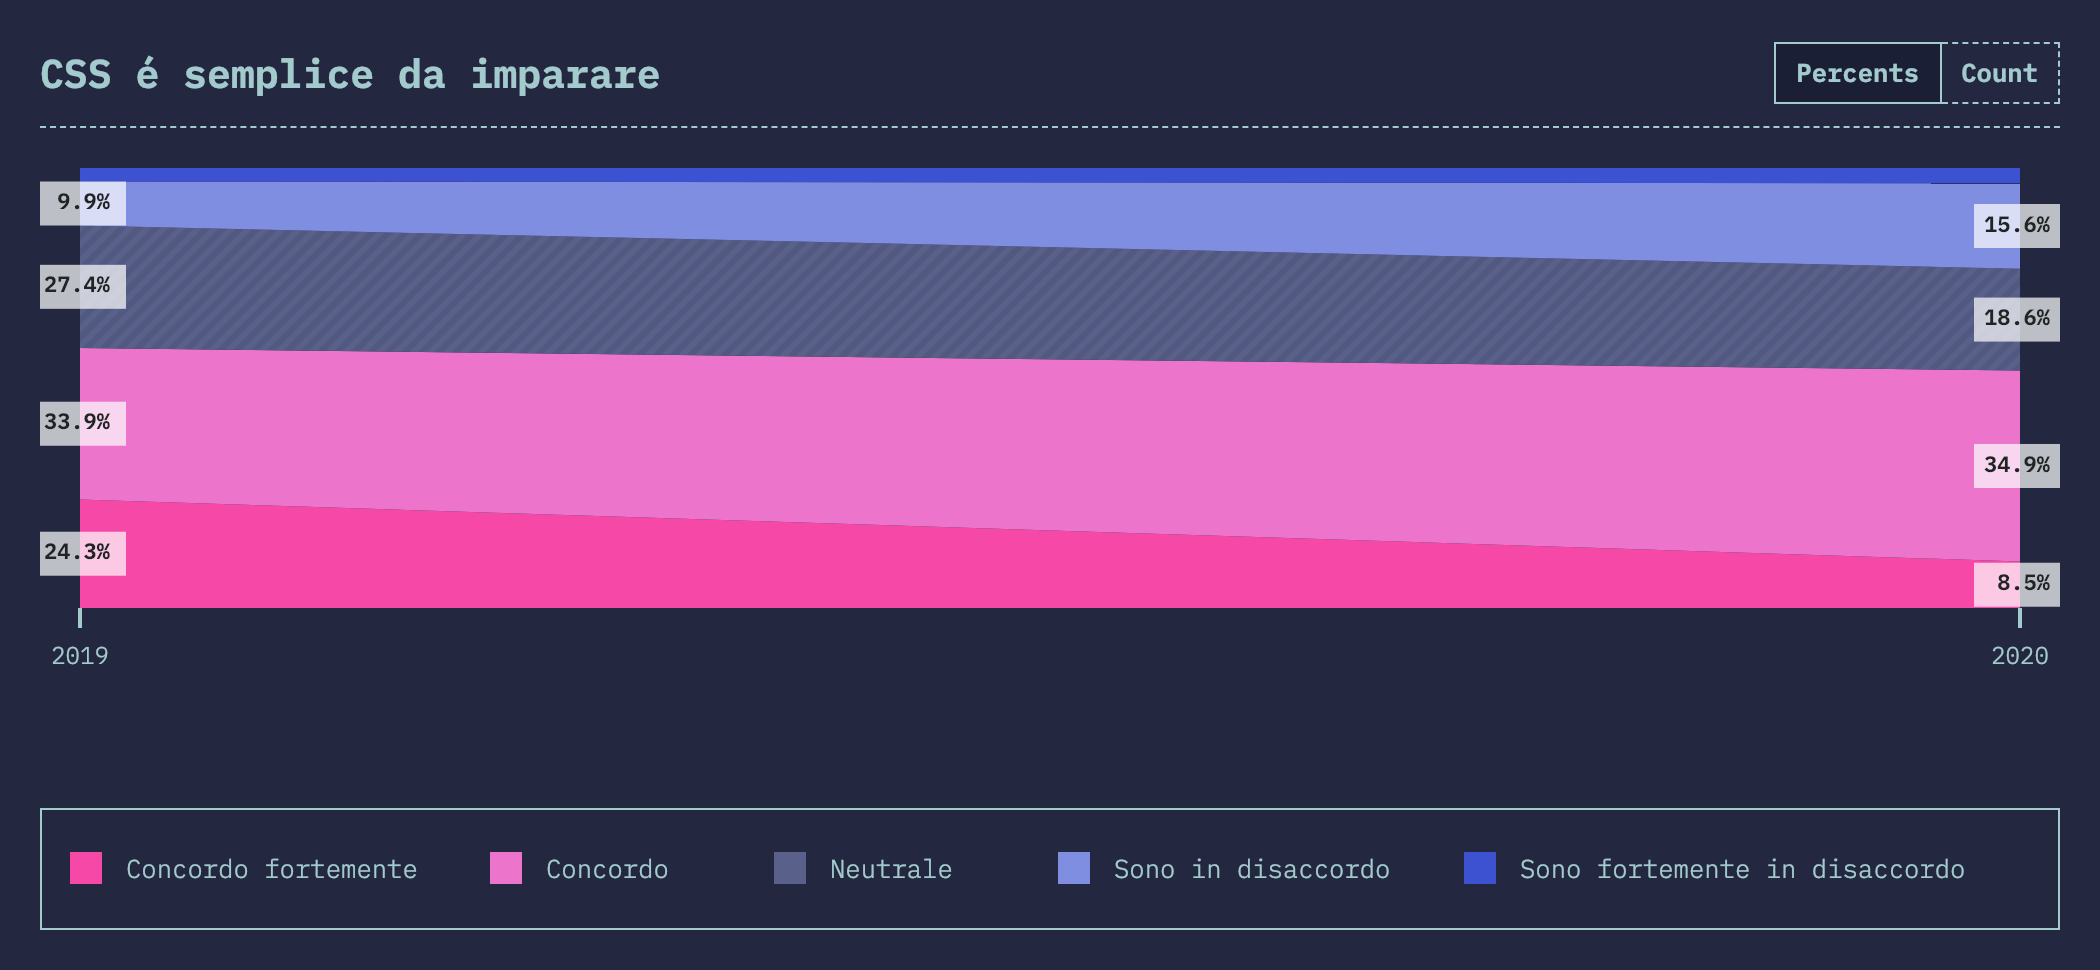 CSS é semplice da imparare
Percents
Count
9.9%
27.4%
33.9%
24.3%
15.6%
18.6%
34.9%
8.5%
2019
2020
Concordo fortemente
Concordo
Neutrale
Sono in disaccordo
Sono fortemente in disaccordo